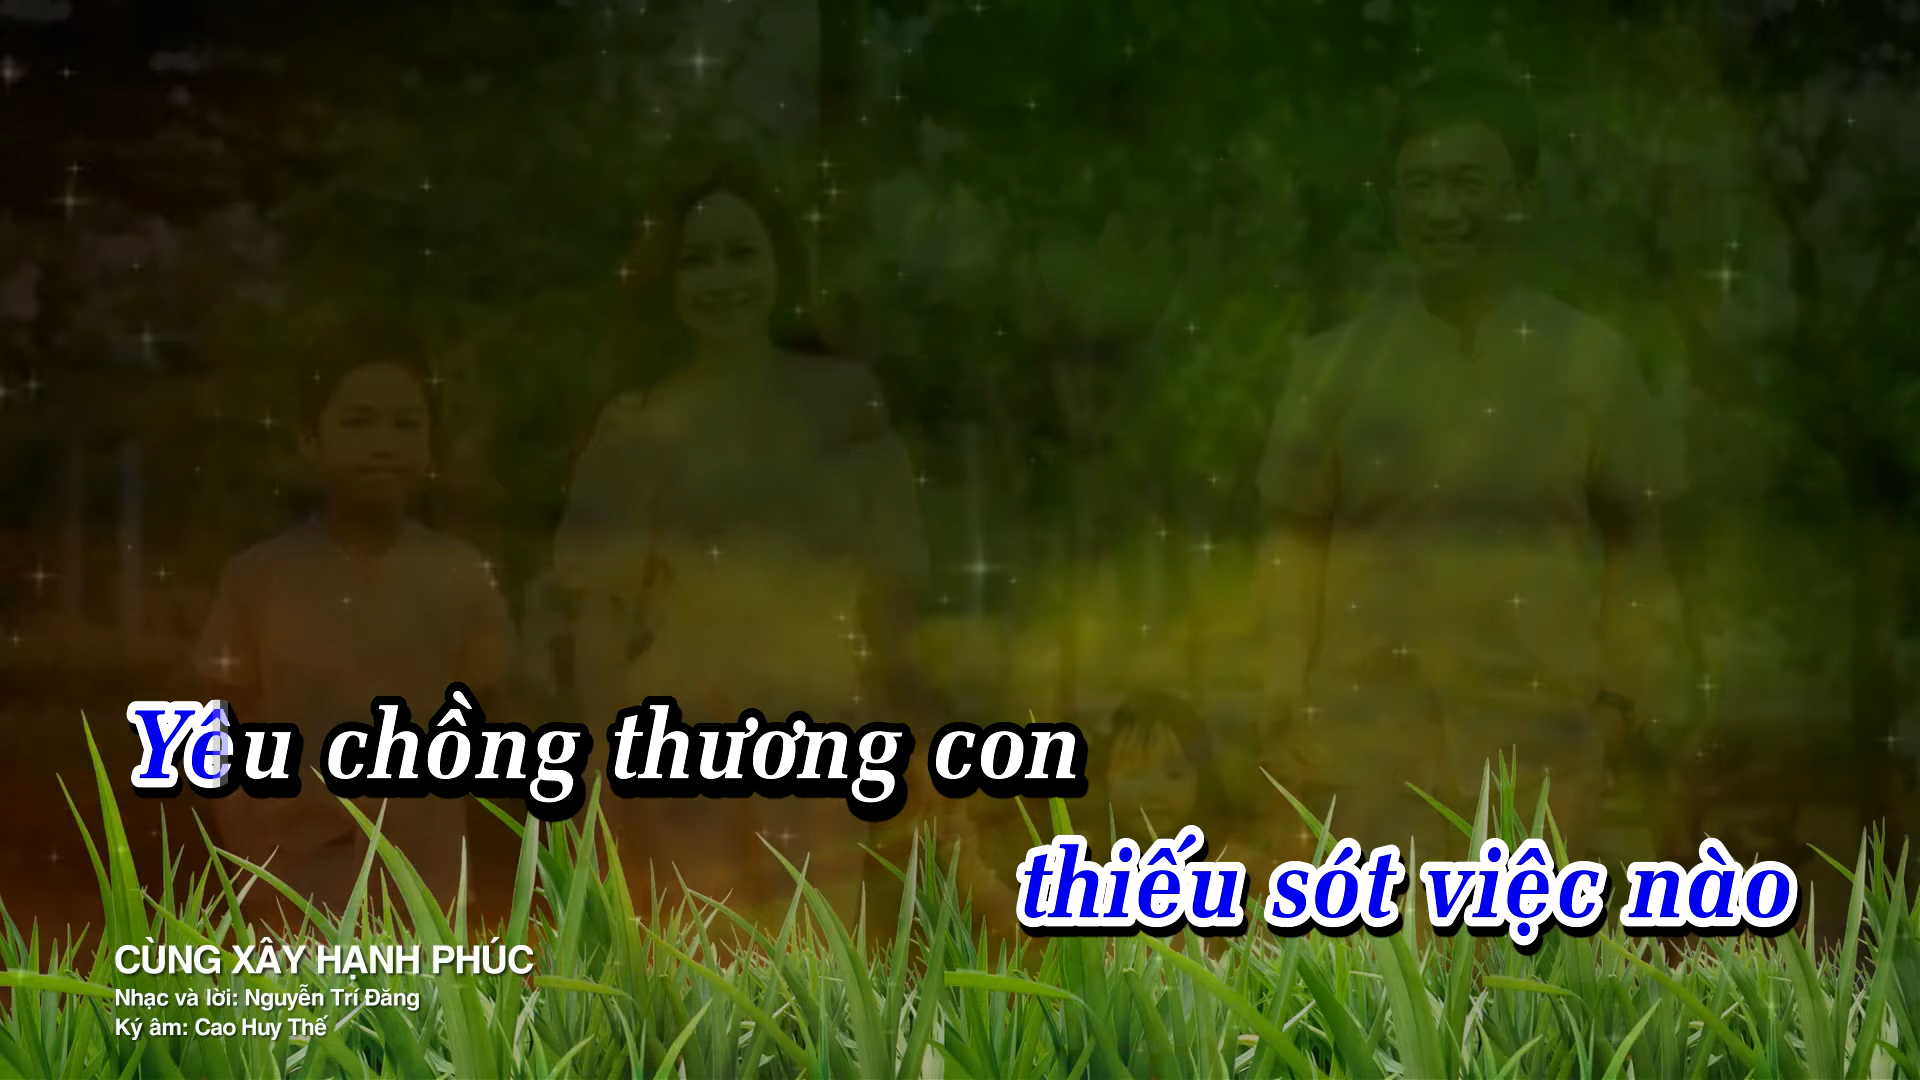 Yêu chồng thương con
thiếu sót việc nào
CÙNG XÂY HẠNH PHÚC
Nhạc và lời: Nguyễn Trí Đăng
Ký âm: Cao Huy Thế